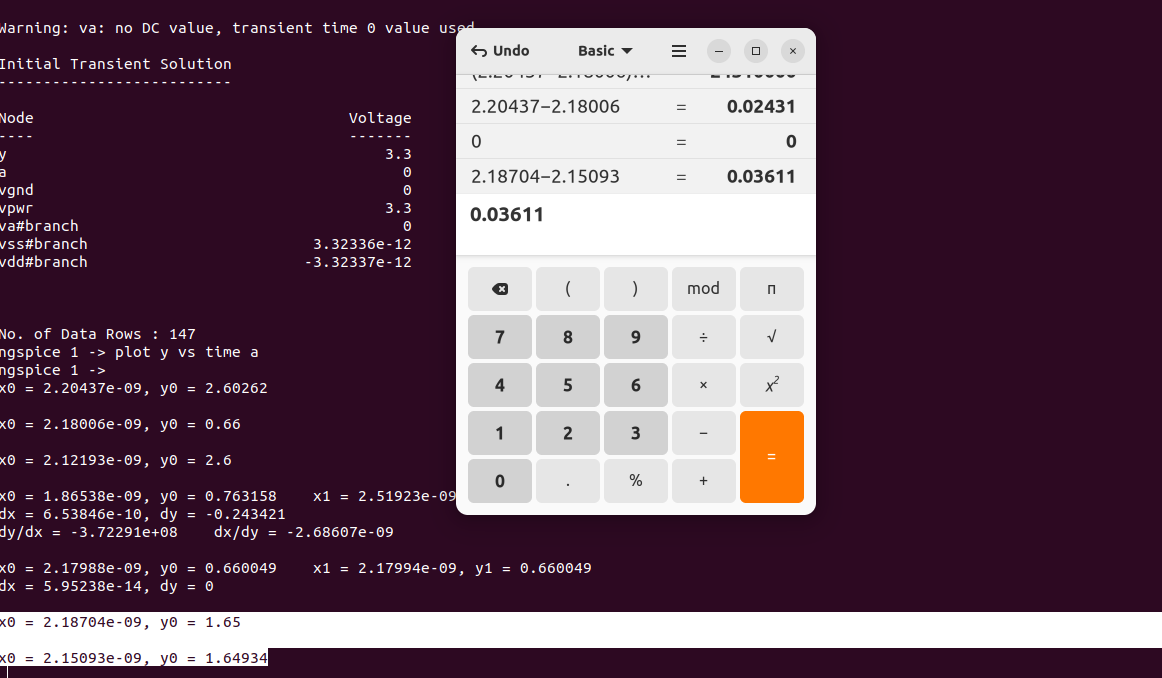 Warning: va: no DC value, transient time 0 value used
Initial Transient Solution
--------------------------
Node Voltage
---- -------
y 3.3
a 0
vgnd 0
vpwr 3.3
va#branch 0
vss#branch 3.32336e-12
vdd#branch -3.32337e-12
No. of Data Rows : 147
ngspice 1 -> plot y vs time a
ngspice 1 ->
x0 = 2.20437e-09, y0 = 2.60262
x0 = 2.18006e-09, y0 = 0.66
x0 = 2.12193e-09, y0 = 2.6
x0 = 1.86538e-09, y0 = 0.763158    x1 = 2.51923e-09
dx = 6.53846e-10, dy = -0.243421
dy/dx = -3.72291e+08    dx/dy = -2.68607e-09
x0 = 2.17988e-09, y0 = 0.660049    x1 = 2.17994e-09, y1 = 0.660049
dx = 5.95238e-14, dy = 0
x0 = 2.18704e-09, y0 = 1.65
x0 = 2.15093e-09, y0 = 1.64934
Undo Basic
2.20437−2.18006 = 0.02431
0 = 0
2.18704−2.15093 = 0.03611
0.03611
( ) mod π
7 8 9 ÷ √
4 5 6 × x²
1 2 3 −
=
0 . % +